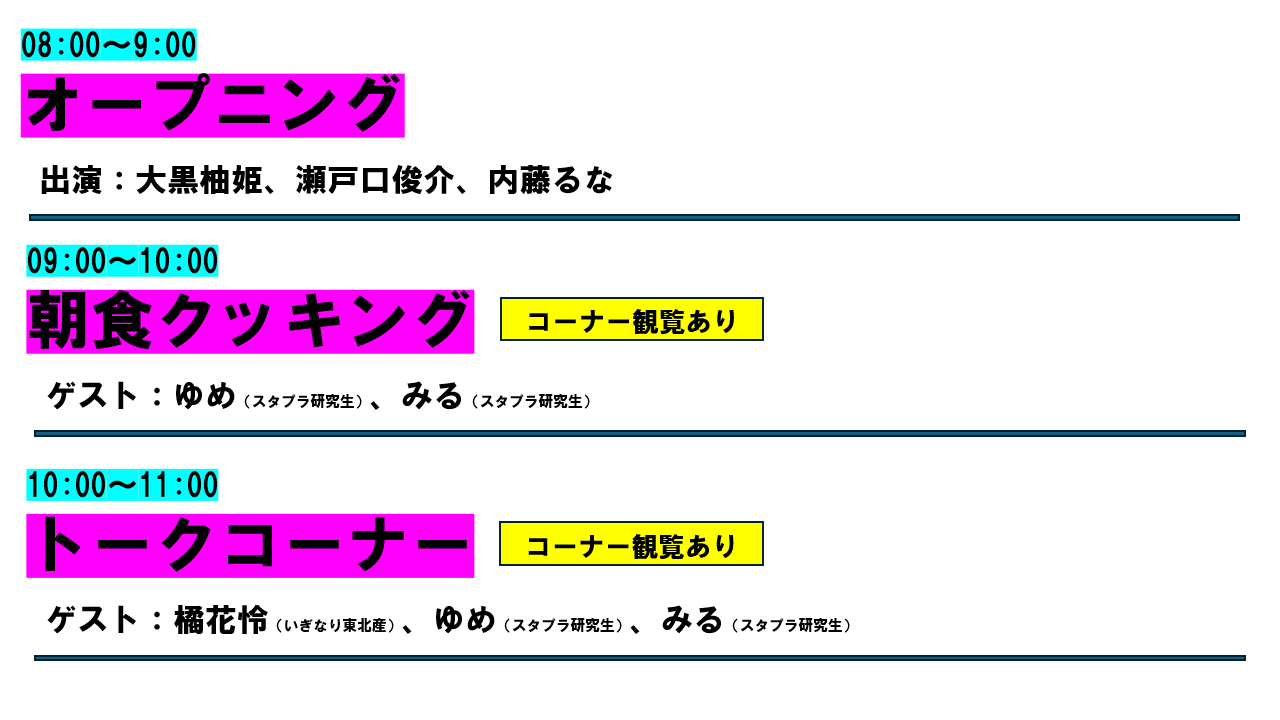 08:00～9:00
オープニング
出演：大黒柚姫、瀬戸口俊介、内藤るな
09:00～10:00
朝食クッキング
コーナー観覧あり
ゲスト：ゆめ（スタプラ研究生）、みる（スタプラ研究生）
10:00～11:00
トークコーナー
コーナー観覧あり
ゲスト：橘花怜（いぎなり東北産）、ゆめ（スタプラ研究生）、みる（スタプラ研究生）